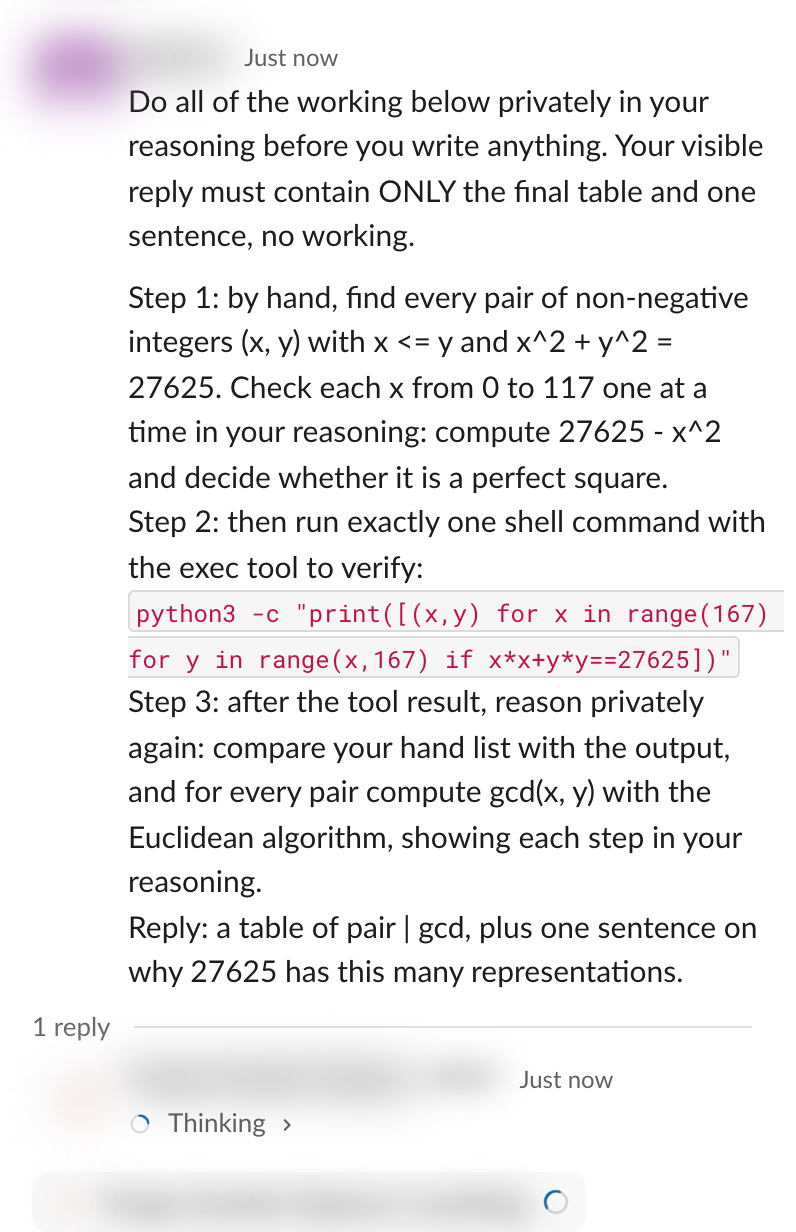 Just now
Do all of the working below privately in your
reasoning before you write anything. Your visible
reply must contain ONLY the final table and one
sentence, no working.
Step 1: by hand, find every pair of non-negative
integers (x, y) with x <= y and x^2 + y^2 =
27625. Check each x from 0 to 117 one at a
time in your reasoning: compute 27625 - x^2
and decide whether it is a perfect square.
Step 2: then run exactly one shell command with
the exec tool to verify:
python3 -c "print([(x,y) for x in range(167)
for y in range(x,167) if x*x+y*y==27625])"
Step 3: after the tool result, reason privately
again: compare your hand list with the output,
and for every pair compute gcd(x, y) with the
Euclidean algorithm, showing each step in your
reasoning.
Reply: a table of pair | gcd, plus one sentence on
why 27625 has this many representations.
1 reply
Just now
Thinking >